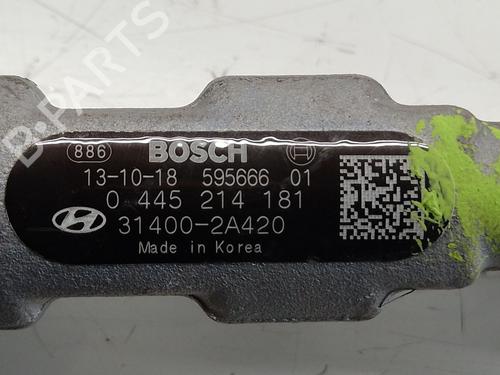 886 BOSCH
13-10-18 595666 01
0 445 214 181
31400-2A420
Made in Korea
B-PARTS